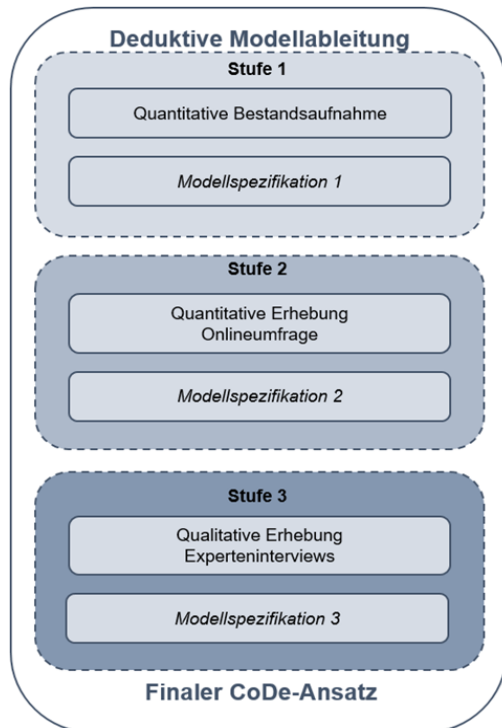 Deduktive Modellableitung
Stufe 1
Quantitative Bestandsaufnahme
Modellspezifikation 1
Stufe 2
Quantitative Erhebung
Onlineumfrage
Modellspezifikation 2
Stufe 3
Qualitative Erhebung
Experteninterviews
Modellspezifikation 3
Finaler CoDe-Ansatz